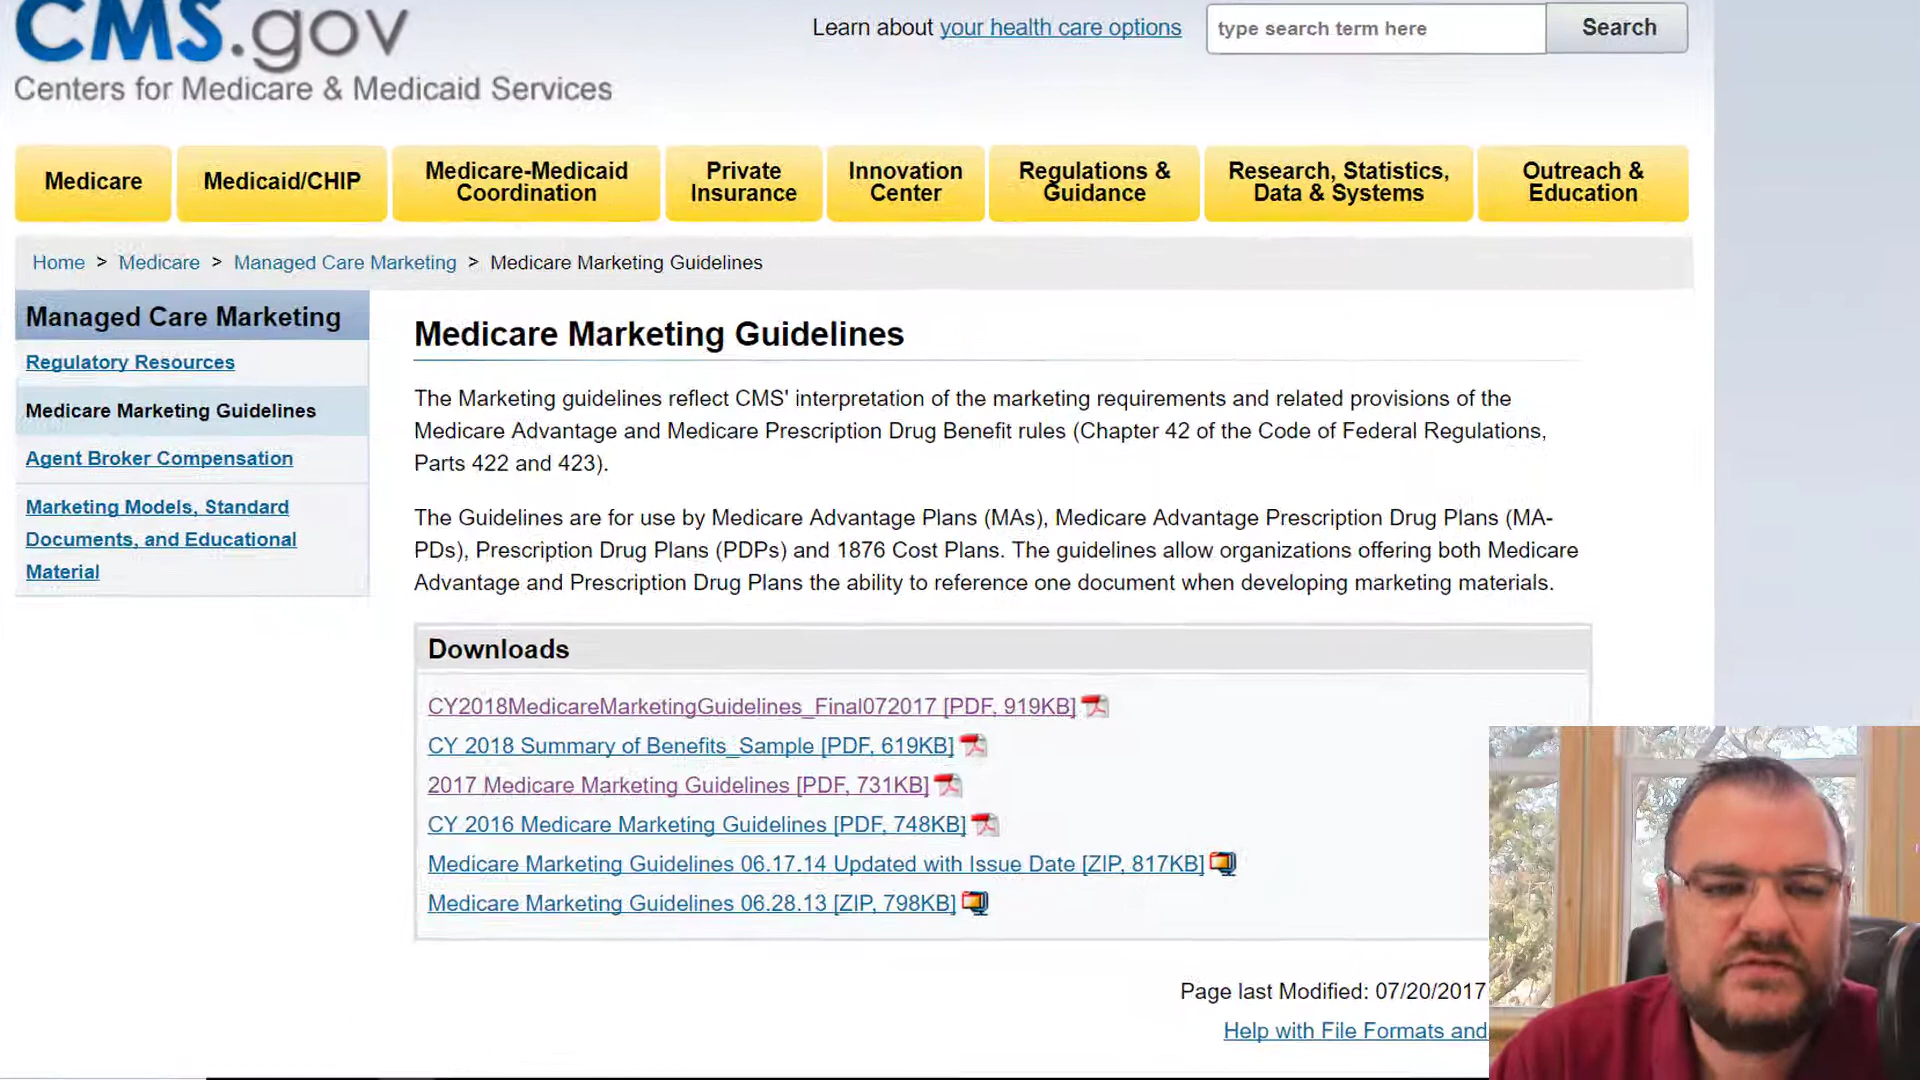 CMS.gov
Centers for Medicare & Medicaid Services
Learn about your health care options
type search term here
Search
Medicare
Medicaid/CHIP
Medicare-Medicaid
Coordination
Private
Insurance
Innovation
Center
Regulations &
Guidance
Research, Statistics,
Data & Systems
Outreach &
Education
Home > Medicare > Managed Care Marketing > Medicare Marketing Guidelines
Managed Care Marketing
Regulatory Resources
Medicare Marketing Guidelines
Agent Broker Compensation
Marketing Models, Standard
Documents, and Educational
Material
Medicare Marketing Guidelines
The Marketing guidelines reflect CMS' interpretation of the marketing requirements and related provisions of the
Medicare Advantage and Medicare Prescription Drug Benefit rules (Chapter 42 of the Code of Federal Regulations,
Parts 422 and 423).
The Guidelines are for use by Medicare Advantage Plans (MAs), Medicare Advantage Prescription Drug Plans (MA-
PDs), Prescription Drug Plans (PDPs) and 1876 Cost Plans. The guidelines allow organizations offering both Medicare
Advantage and Prescription Drug Plans the ability to reference one document when developing marketing materials.
Downloads
CY2018MedicareMarketingGuidelines_Final072017 [PDF, 919KB]
CY 2018 Summary of Benefits_Sample [PDF, 619KB]
2017 Medicare Marketing Guidelines [PDF, 731KB]
CY 2016 Medicare Marketing Guidelines [PDF, 748KB]
Medicare Marketing Guidelines 06.17.14 Updated with Issue Date [ZIP, 817KB]
Medicare Marketing Guidelines 06.28.13 [ZIP, 798KB]
Page last Modified: 07/20/2017
Help with File Formats and